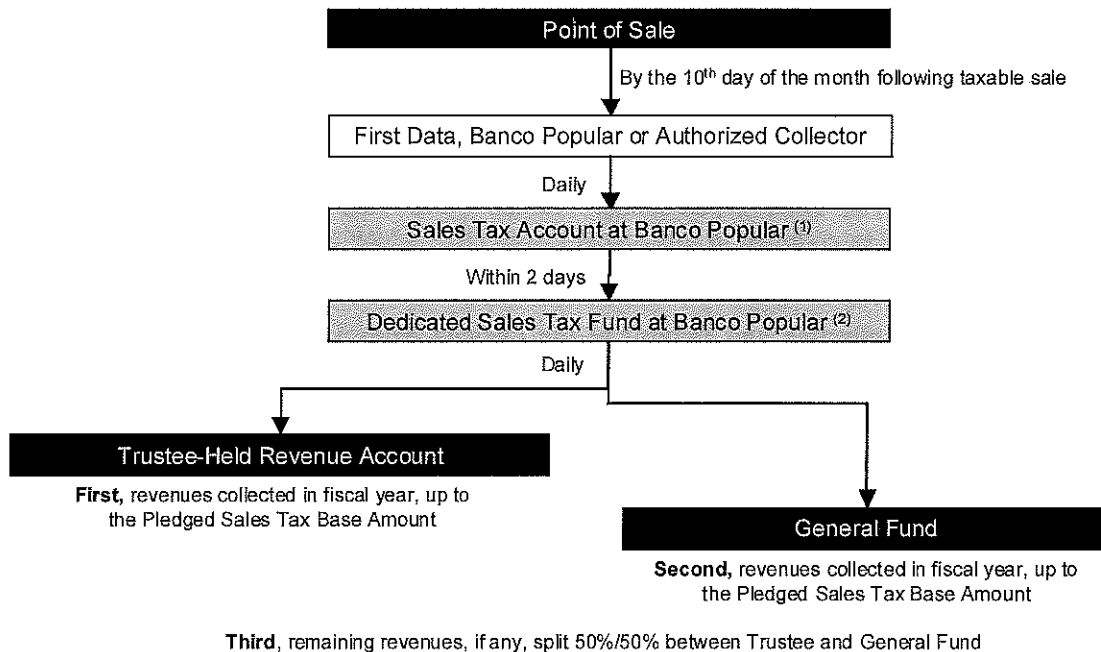 Point of Sale
By the 10th day of the month following taxable sale
First Data, Banco Popular or Authorized Collector
Daily
Sales Tax Account at Banco Popular (1)
Within 2 days
Dedicated Sales Tax Fund at Banco Popular (2)
Daily
Trustee-Held Revenue Account
First, revenues collected in fiscal year, up to
the Pledged Sales Tax Base Amount
General Fund
Second, revenues collected in fiscal year, up to
the Pledged Sales Tax Base Amount
Third, remaining revenues, if any, split 50%/50% between Trustee and General Fund